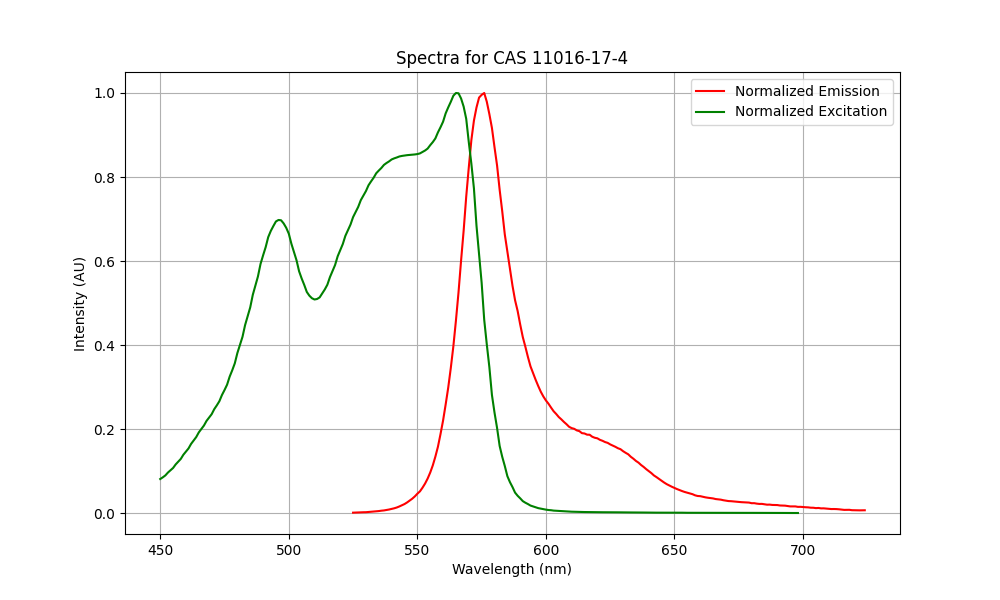 Spectra for CAS 11016-17-4
Normalized Emission
Normalized Excitation
1.0
0.8
0.6
0.4
0.2
0.0
Intensity (AU)
450 500 550 600 650 700
Wavelength (nm)